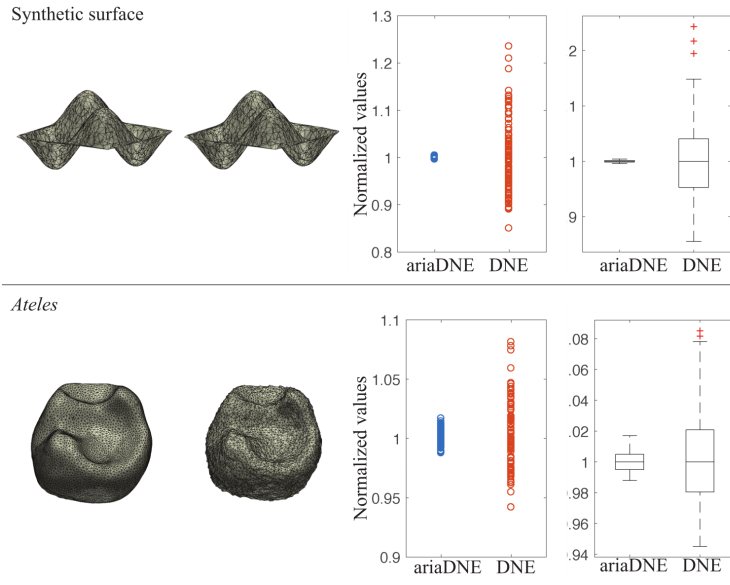 Synthetic surface
Normalized values
1.3
1.2
1.1
1
0.9
0.8
ariaDNE DNE
2
1
1
9
ariaDNE DNE
Ateles
Normalized values
1.1
1.05
1
0.95
0.9
ariaDNE DNE
.08
.06
.04
.02
1
0.98
.96
.94
ariaDNE DNE